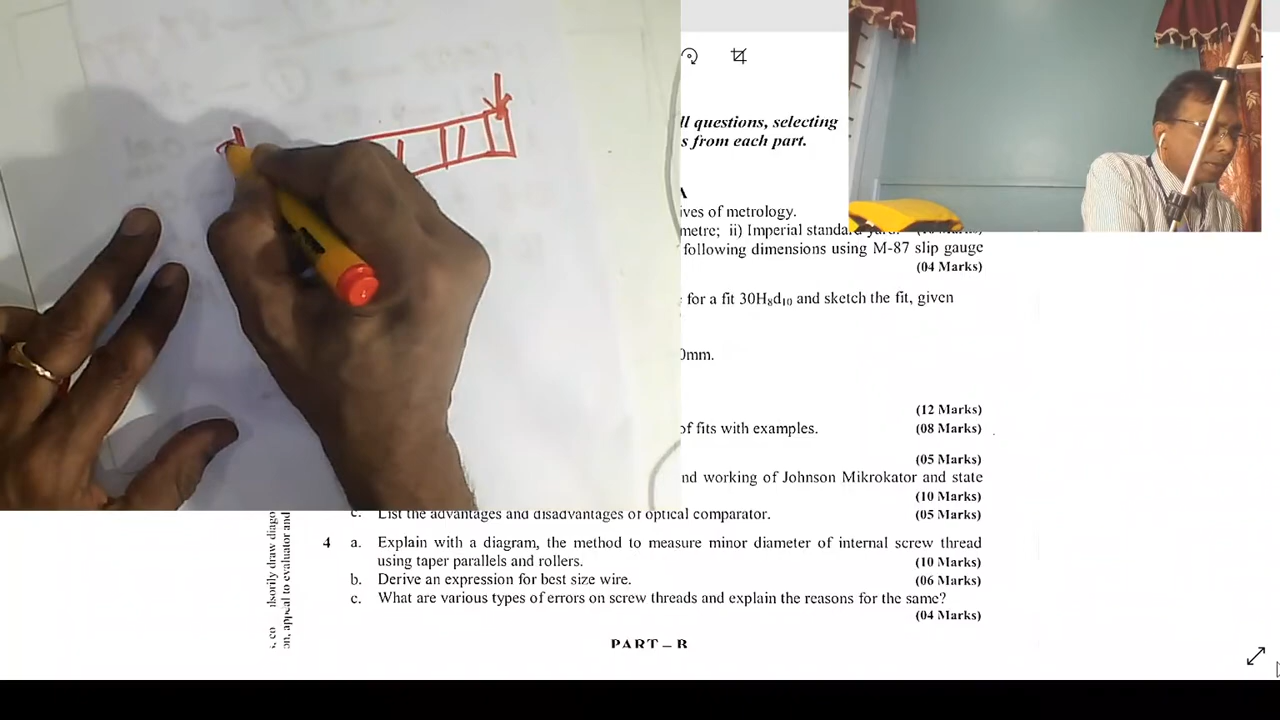 ll questions, selecting
s from each part.
A
ives of metrology.
metre; ii) Imperial standard yard.
following dimensions using M-87 slip gauge
(04 Marks)
for a fit 30H₈d₁₀ and sketch the fit, given
0mm.
(12 Marks)
of fits with examples. (08 Marks)
(05 Marks)
nd working of Johnson Mikrokator and state
(10 Marks)
c. List the advantages and disadvantages of optical comparator. (05 Marks)
4 a. Explain with a diagram, the method to measure minor diameter of internal screw thread
using taper parallels and rollers. (10 Marks)
b. Derive an expression for best size wire. (06 Marks)
c. What are various types of errors on screw threads and explain the reasons for the same?
(04 Marks)
PART – B